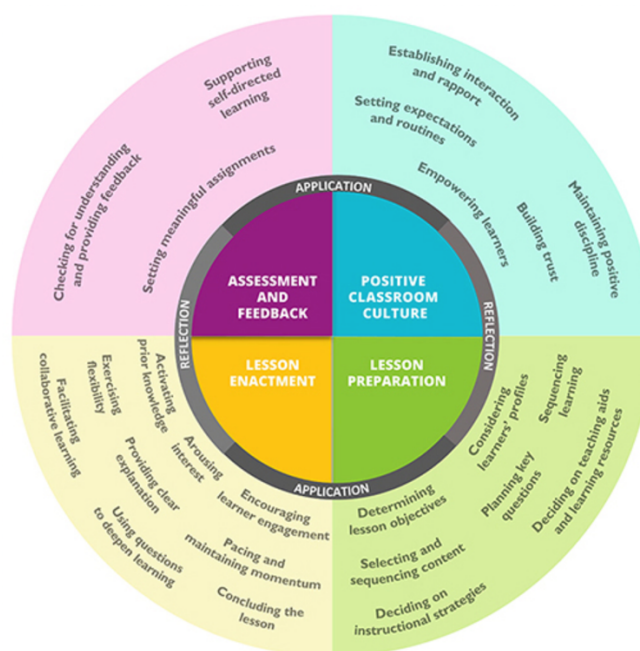 Supporting
self-directed
learning
Checking for understanding
and providing feedback
Setting meaningful assignments
Establishing interaction
and rapport
Setting expectations
and routines
Empowering learners
Building trust
Maintaining positive
discipline
APPLICATION
REFLECTION
REFLECTION
APPLICATION
ASSESSMENT
AND
FEEDBACK
POSITIVE
CLASSROOM
CULTURE
LESSON
ENACTMENT
LESSON
PREPARATION
Activating
prior knowledge
Exercising
flexibility
Facilitating
collaborative learning
Arousing
interest
Providing clear
explanation
Using questions
to deepen learning
Encouraging
learner engagement
Pacing and
maintaining momentum
Concluding the
lesson
Considering
learners' profiles
Sequencing
learning
Planning key
questions
Deciding on teaching aids
and learning resources
Determining
lesson objectives
Selecting and
sequencing content
Deciding on
instructional strategies